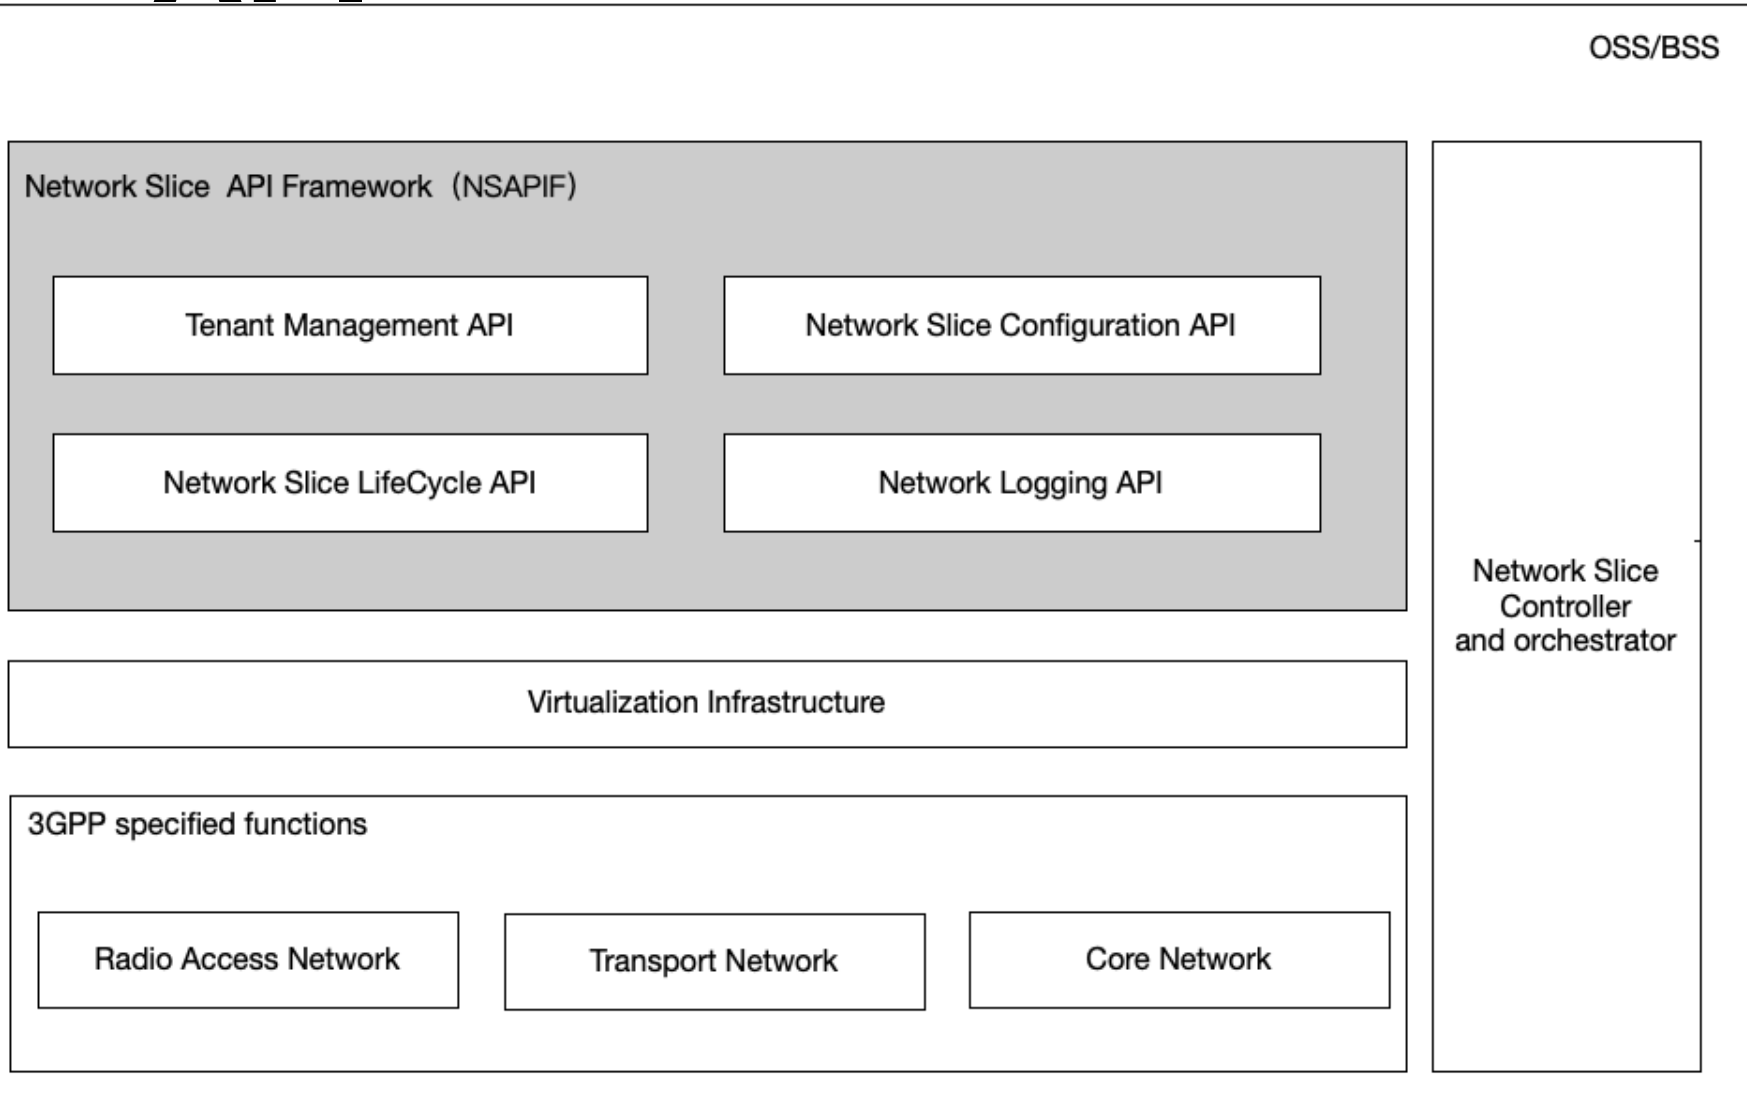 OSS/BSS
Network Slice  API Framework（NSAPIF）
Tenant Management API
Network Slice Configuration API
Network Slice LifeCycle API
Network Logging API
Network Slice
Controller
and orchestrator
Virtualization Infrastructure
3GPP specified functions
Radio Access Network
Transport Network
Core Network